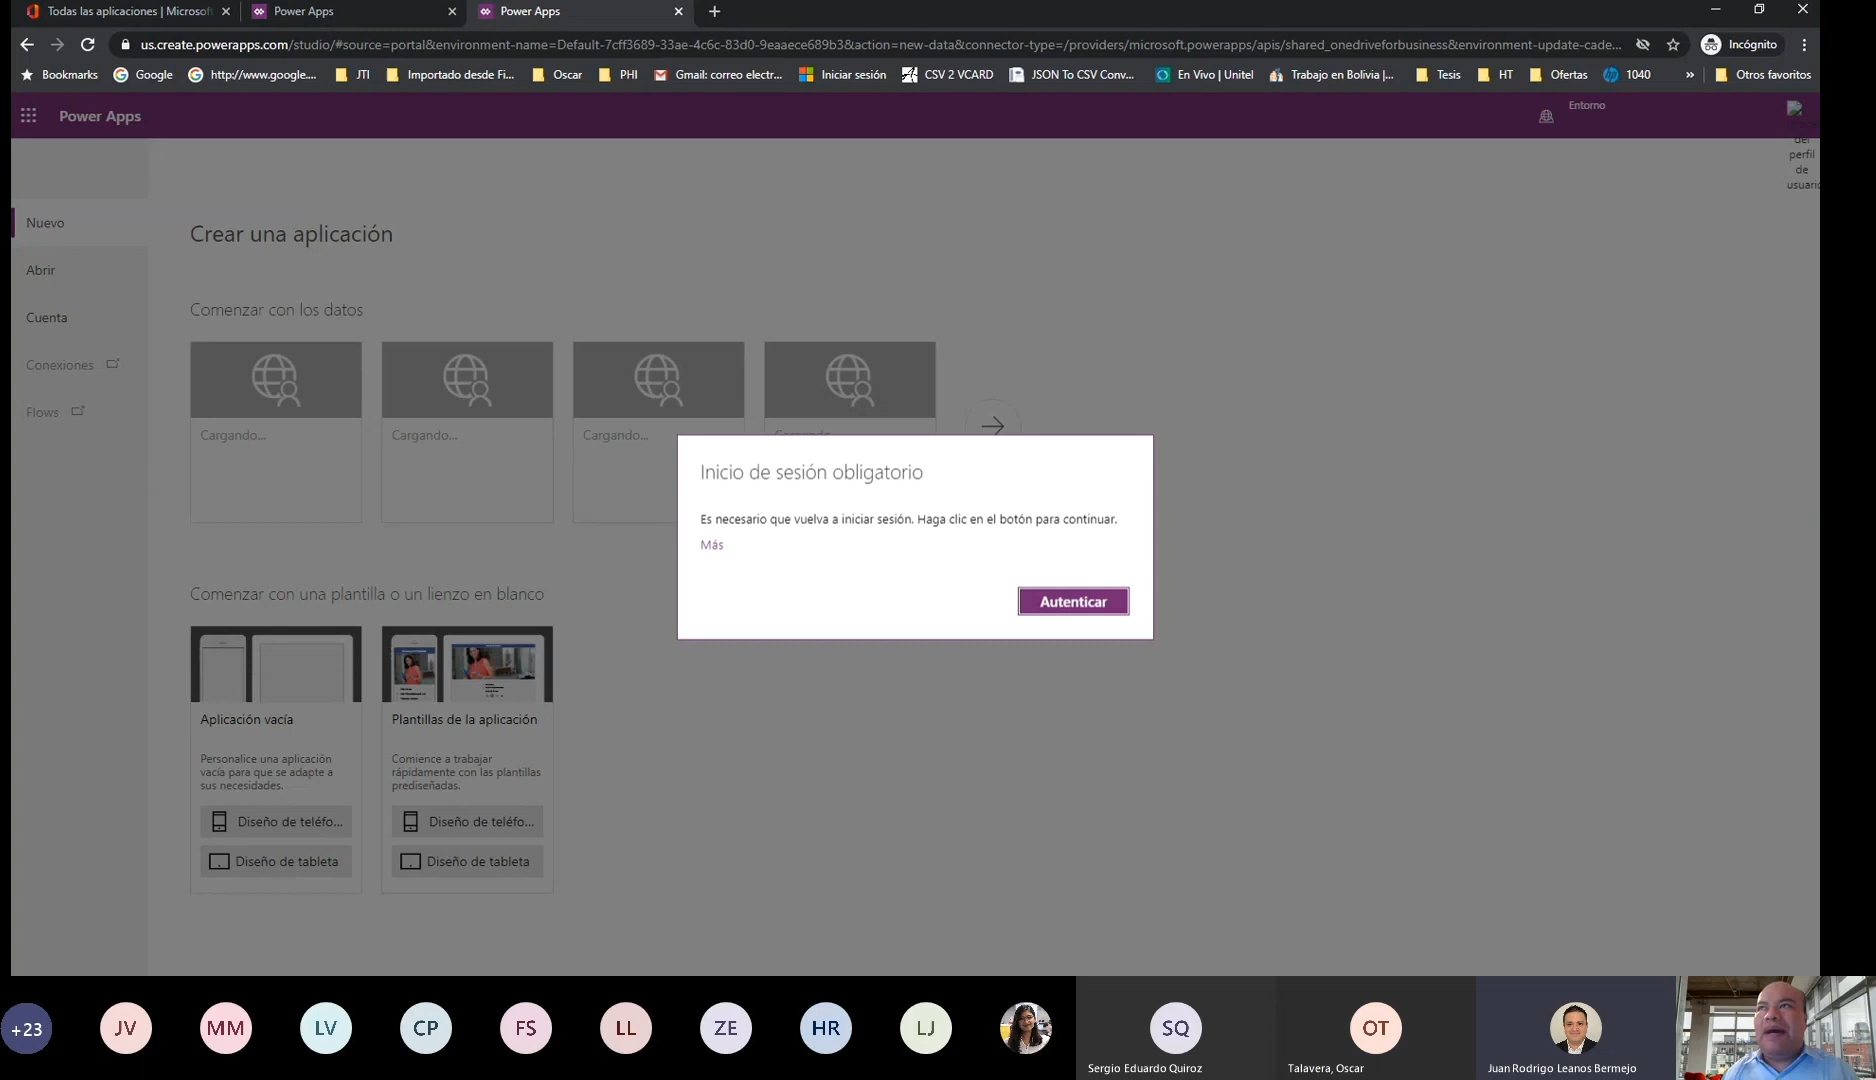 Todas las aplicaciones | Microsof
Power Apps
Power Apps
us.create.powerapps.com/studio/#source=portal&environment-name=Default-7cff3689-33ae-4c6c-83d0-9eaaece689b3&action=new-data&connector-type=/providers/microsoft.powerapps/apis/shared_onedriveforbusiness&environment-update-cade...
Incógnito
Bookmarks
Google
http://www.google....
JTI
Importado desde Fi...
Oscar
PHI
Gmail: correo electr...
Iniciar sesión
CSV 2 VCARD
JSON To CSV Conv...
En Vivo | Unitel
Trabajo en Bolivia |...
Tesis
HT
Ofertas
1040
»
Otros favoritos
Power Apps
Entorno
del
perfil
de
usuario
Nuevo
Abrir
Cuenta
Conexiones
Flows
Crear una aplicación
Comenzar con los datos
Cargando...
Cargando...
Cargando...
Cargando...
Inicio de sesión obligatorio
Es necesario que vuelva a iniciar sesión. Haga clic en el botón para continuar.
Más
Autenticar
Comenzar con una plantilla o un lienzo en blanco
Aplicación vacía
Personalice una aplicación
vacía para que se adapte a
sus necesidades.
Diseño de teléfo...
Diseño de tableta
Plantillas de la aplicación
Comience a trabajar
rápidamente con las plantillas
prediseñadas.
Diseño de teléfo...
Diseño de tableta
+23
JV
MM
LV
CP
FS
LL
ZE
HR
LJ
SQ
Sergio Eduardo Quiroz
OT
Talavera, Oscar
Juan Rodrigo Leanos Bermejo